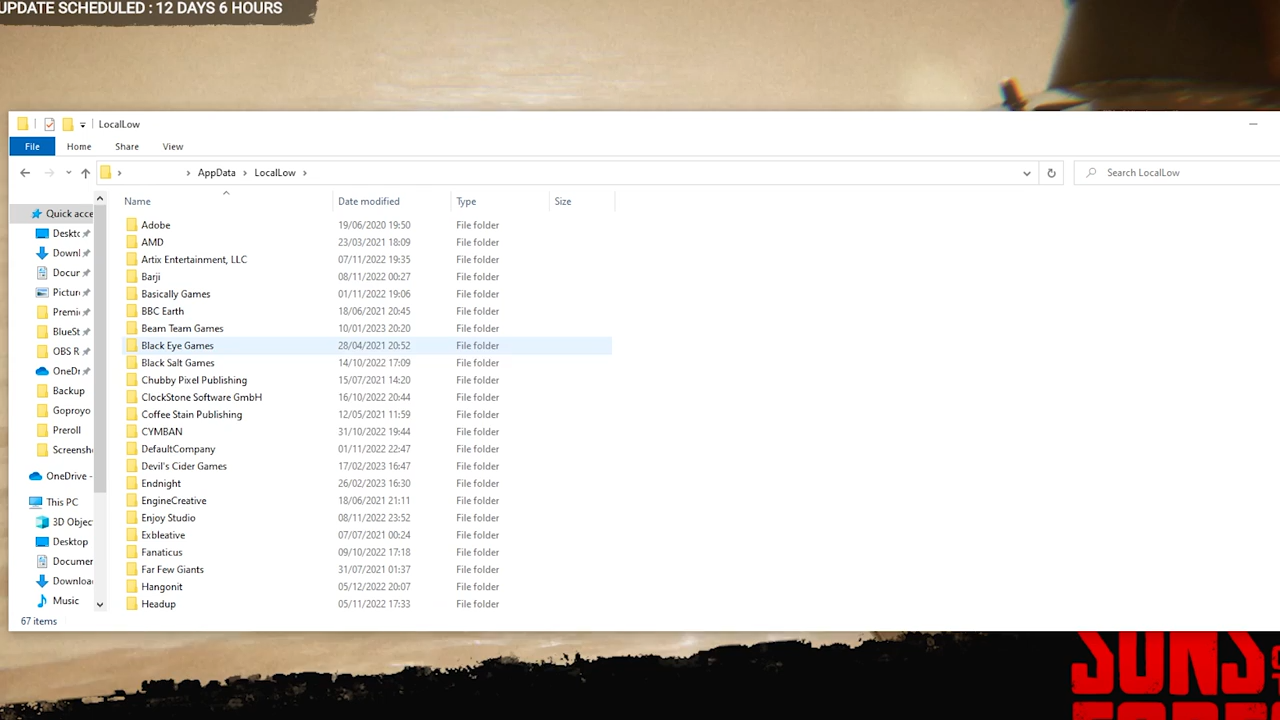 UPDATE SCHEDULED : 12 DAYS 6 HOURS
LocalLow
File Home Share View
AppData LocalLow
Search LocalLow
Name Date modified Type Size
Quick acce
Deskto
Downl
Docur
Picture
Premi
BlueSt
OBS R
OneDr
Backup
Goproyo
Preroll
Screensh
OneDrive -
This PC
3D Objec
Desktop
Documen
Downloa
Music
Adobe 19/06/2020 19:50 File folder
AMD 23/03/2021 18:09 File folder
Artix Entertainment, LLC 07/11/2022 19:35 File folder
Barji 08/11/2022 00:27 File folder
Basically Games 01/11/2022 19:06 File folder
BBC Earth 18/06/2021 20:45 File folder
Beam Team Games 10/01/2023 20:20 File folder
Black Eye Games 28/04/2021 20:52 File folder
Black Salt Games 14/10/2022 17:09 File folder
Chubby Pixel Publishing 15/07/2021 14:20 File folder
ClockStone Software GmbH 16/10/2022 20:44 File folder
Coffee Stain Publishing 12/05/2021 11:59 File folder
CYMBAN 31/10/2022 19:44 File folder
DefaultCompany 01/11/2022 22:47 File folder
Devil's Cider Games 17/02/2023 16:47 File folder
Endnight 26/02/2023 16:30 File folder
EngineCreative 18/06/2021 21:11 File folder
Enjoy Studio 08/11/2022 23:52 File folder
Exbleative 07/07/2021 00:24 File folder
Fanaticus 09/10/2022 17:18 File folder
Far Few Giants 31/07/2021 01:37 File folder
Hangonit 05/12/2022 20:07 File folder
Headup 05/11/2022 17:33 File folder
67 items
SONS